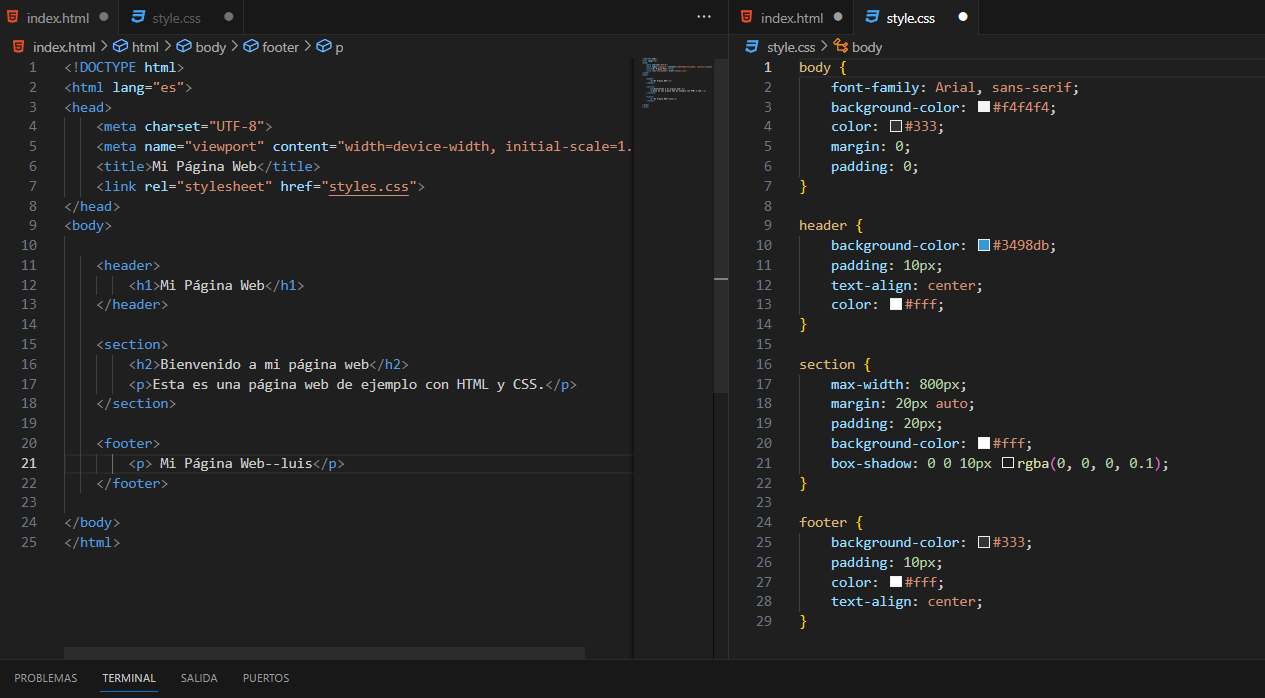 index.html
style.css
index.html > html > body > footer > p
1 <!DOCTYPE html>
2 <html lang="es">
3 <head>
4 <meta charset="UTF-8">
5 <meta name="viewport" content="width=device-width, initial-scale=1.
6 <title>Mi Página Web</title>
7 <link rel="stylesheet" href="styles.css">
8 </head>
9 <body>
10
11 <header>
12 <h1>Mi Página Web</h1>
13 </header>
14
15 <section>
16 <h2>Bienvenido a mi página web</h2>
17 <p>Esta es una página web de ejemplo con HTML y CSS.</p>
18 </section>
19
20 <footer>
21 <p> Mi Página Web--luis</p>
22 </footer>
23
24 </body>
25 </html>
index.html
style.css
style.css > body
1 body {
2 font-family: Arial, sans-serif;
3 background-color: #f4f4f4;
4 color: #333;
5 margin: 0;
6 padding: 0;
7 }
8
9 header {
10 background-color: #3498db;
11 padding: 10px;
12 text-align: center;
13 color: #fff;
14 }
15
16 section {
17 max-width: 800px;
18 margin: 20px auto;
19 padding: 20px;
20 background-color: #fff;
21 box-shadow: 0 0 10px rgba(0, 0, 0, 0.1);
22 }
23
24 footer {
25 background-color: #333;
26 padding: 10px;
27 color: #fff;
28 text-align: center;
29 }
PROBLEMAS TERMINAL SALIDA PUERTOS